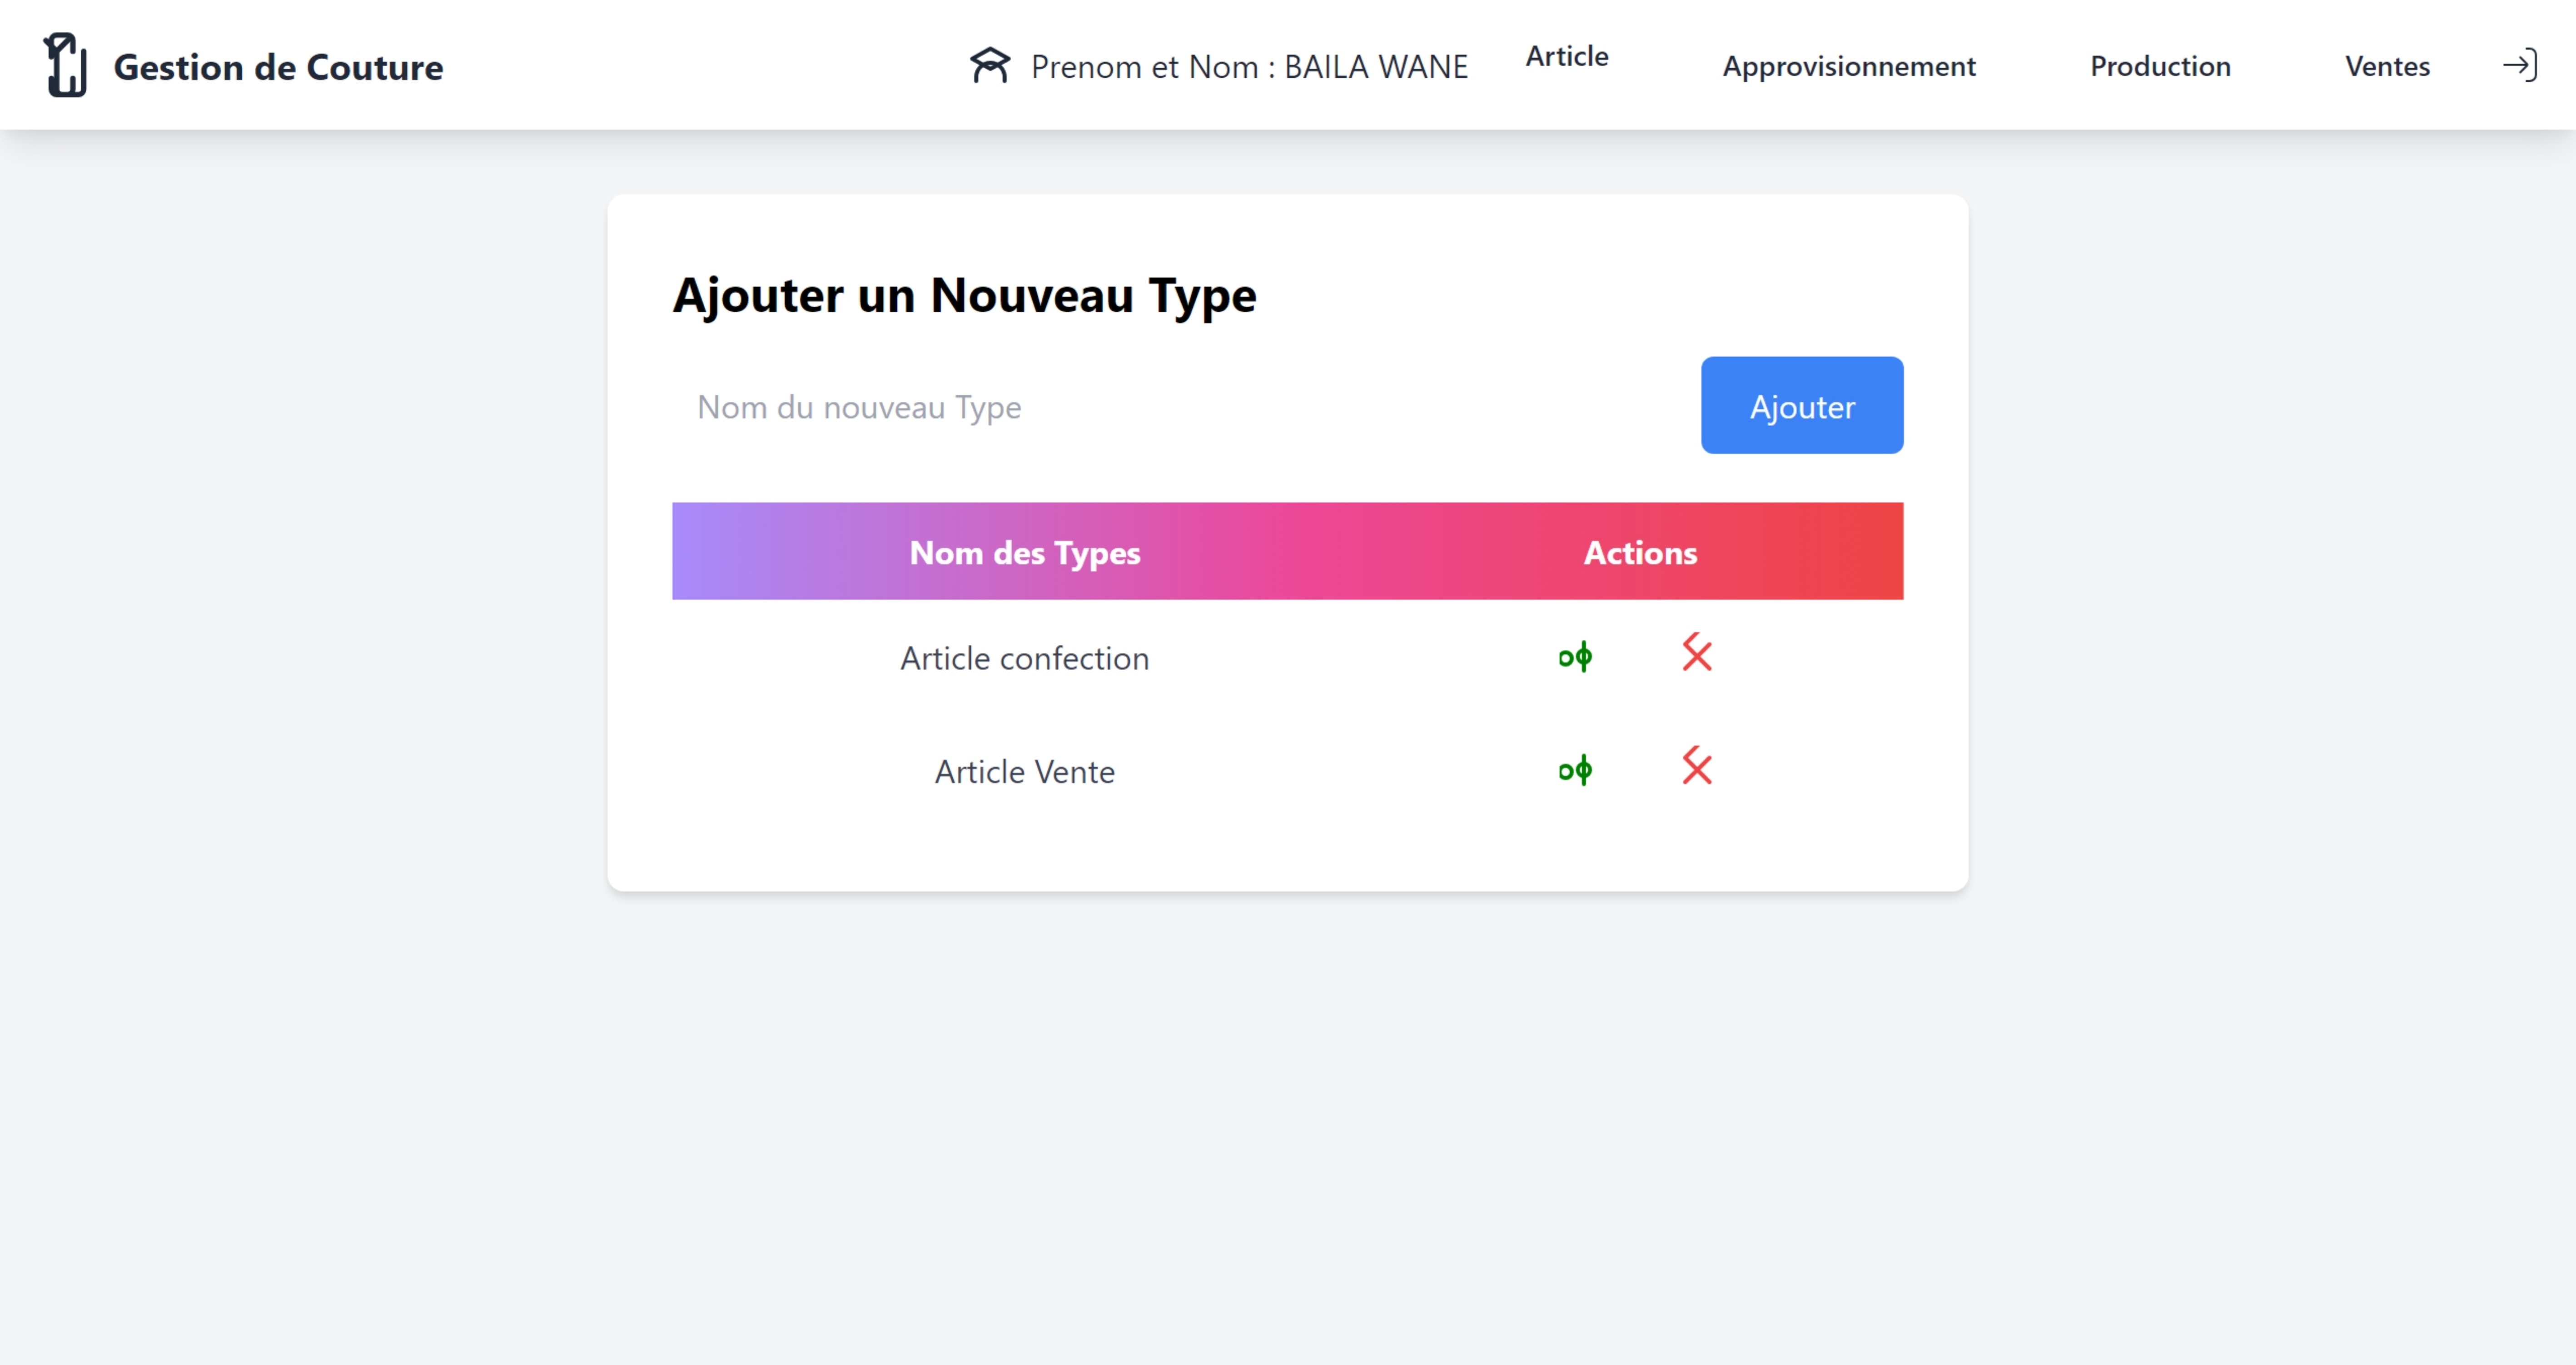 Gestion de Couture
Prenom et Nom : BAILA WANE
Article
Approvisionnement
Production
Ventes
Ajouter un Nouveau Type
Nom du nouveau Type
Ajouter
Nom des Types
Actions
Article confection
Article Vente